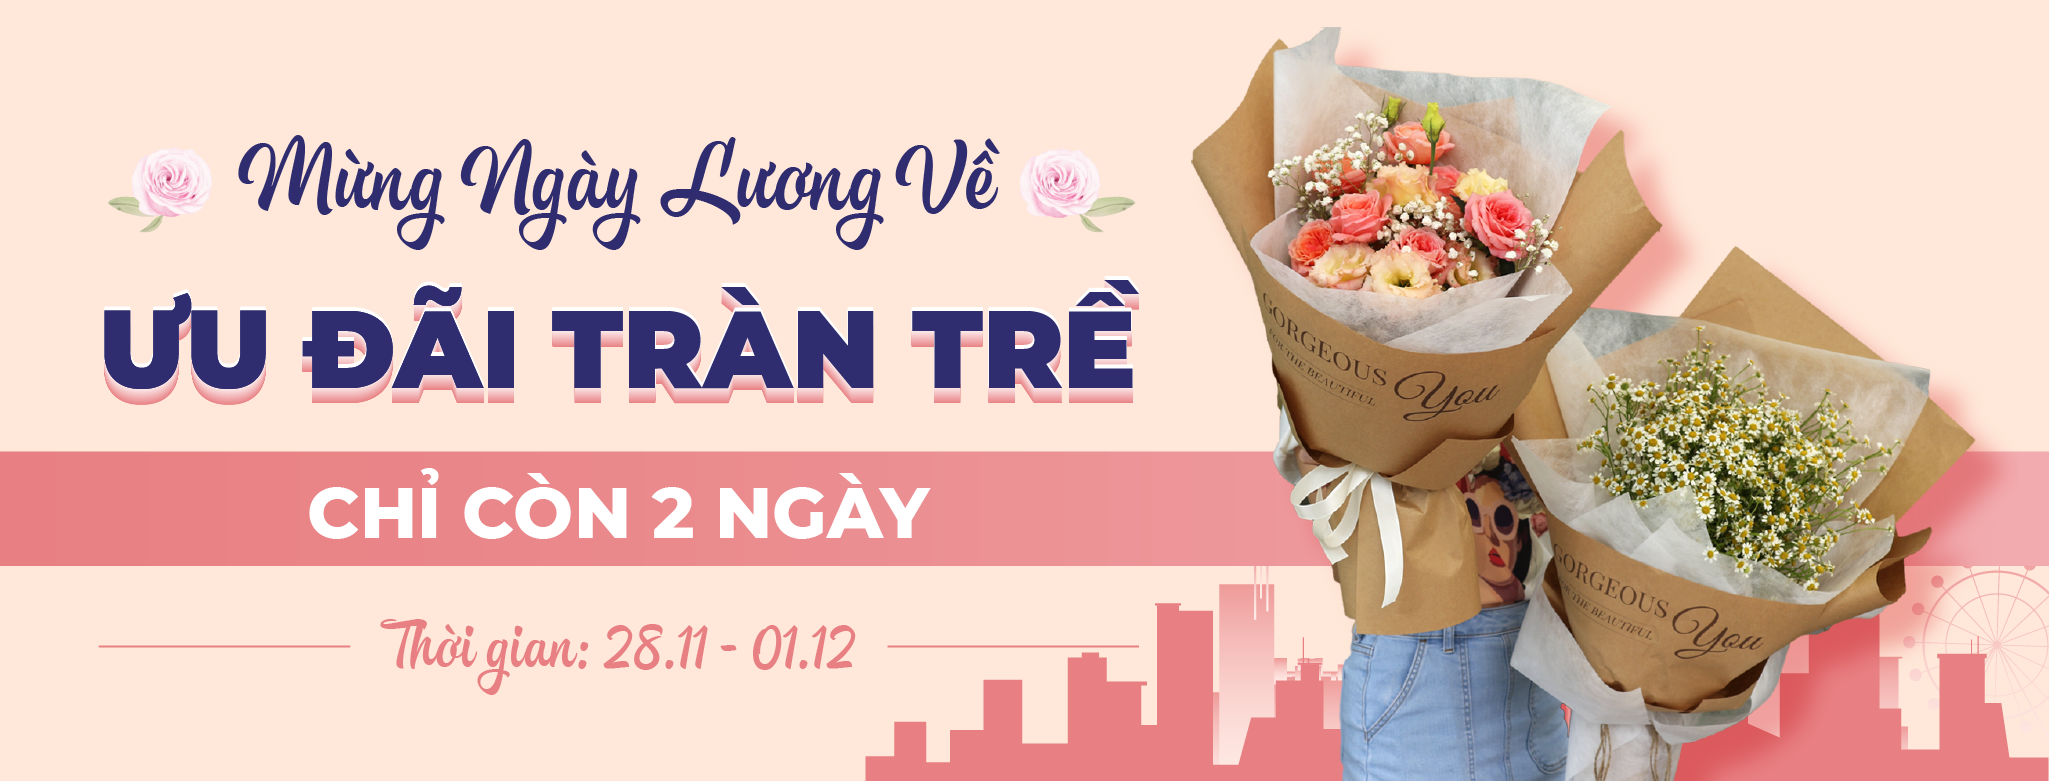 Mừng Ngày Lương Về
ƯU ĐÃI TRÀN TRỀ
CHỈ CÒN 2 NGÀY
Thời gian: 28.11 - 01.12
GORGEOUS
FOR THE BEAUTIFUL
You
GORGEOUS
FOR THE BEAUTIFUL
You